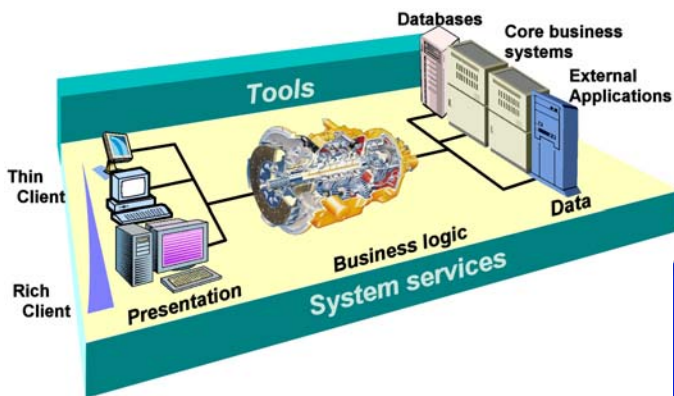 Databases
Core business
systems
External
Applications
Tools
Thin
Client
Rich
Client
Presentation
Business logic
Data
System services